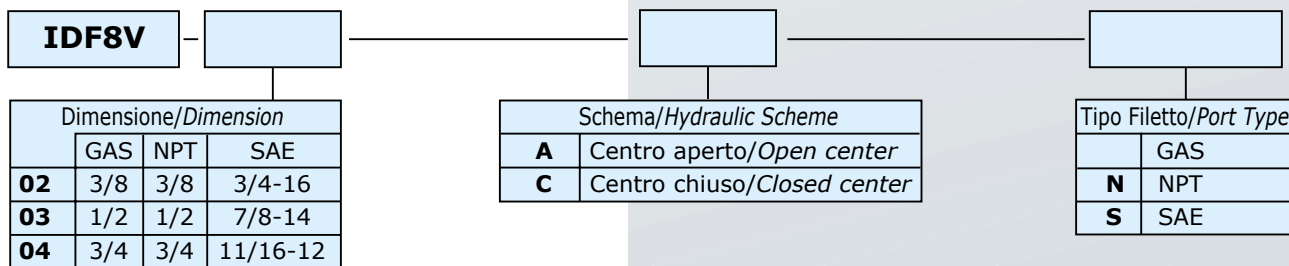 IDF8V –
Dimensione/Dimension
GAS NPT SAE
02 3/8 3/8 3/4-16
03 1/2 1/2 7/8-14
04 3/4 3/4 11/16-12
Schema/Hydraulic Scheme
A Centro aperto/Open center
C Centro chiuso/Closed center
Tipo Filetto/Port Type
GAS
N NPT
S SAE